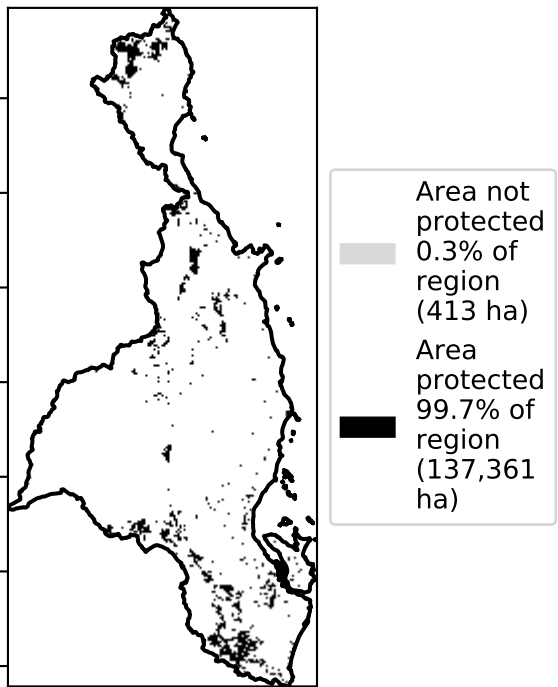 Area not
protected
0.3% of
region
(413 ha)
Area
protected
99.7% of
region
(137,361
ha)